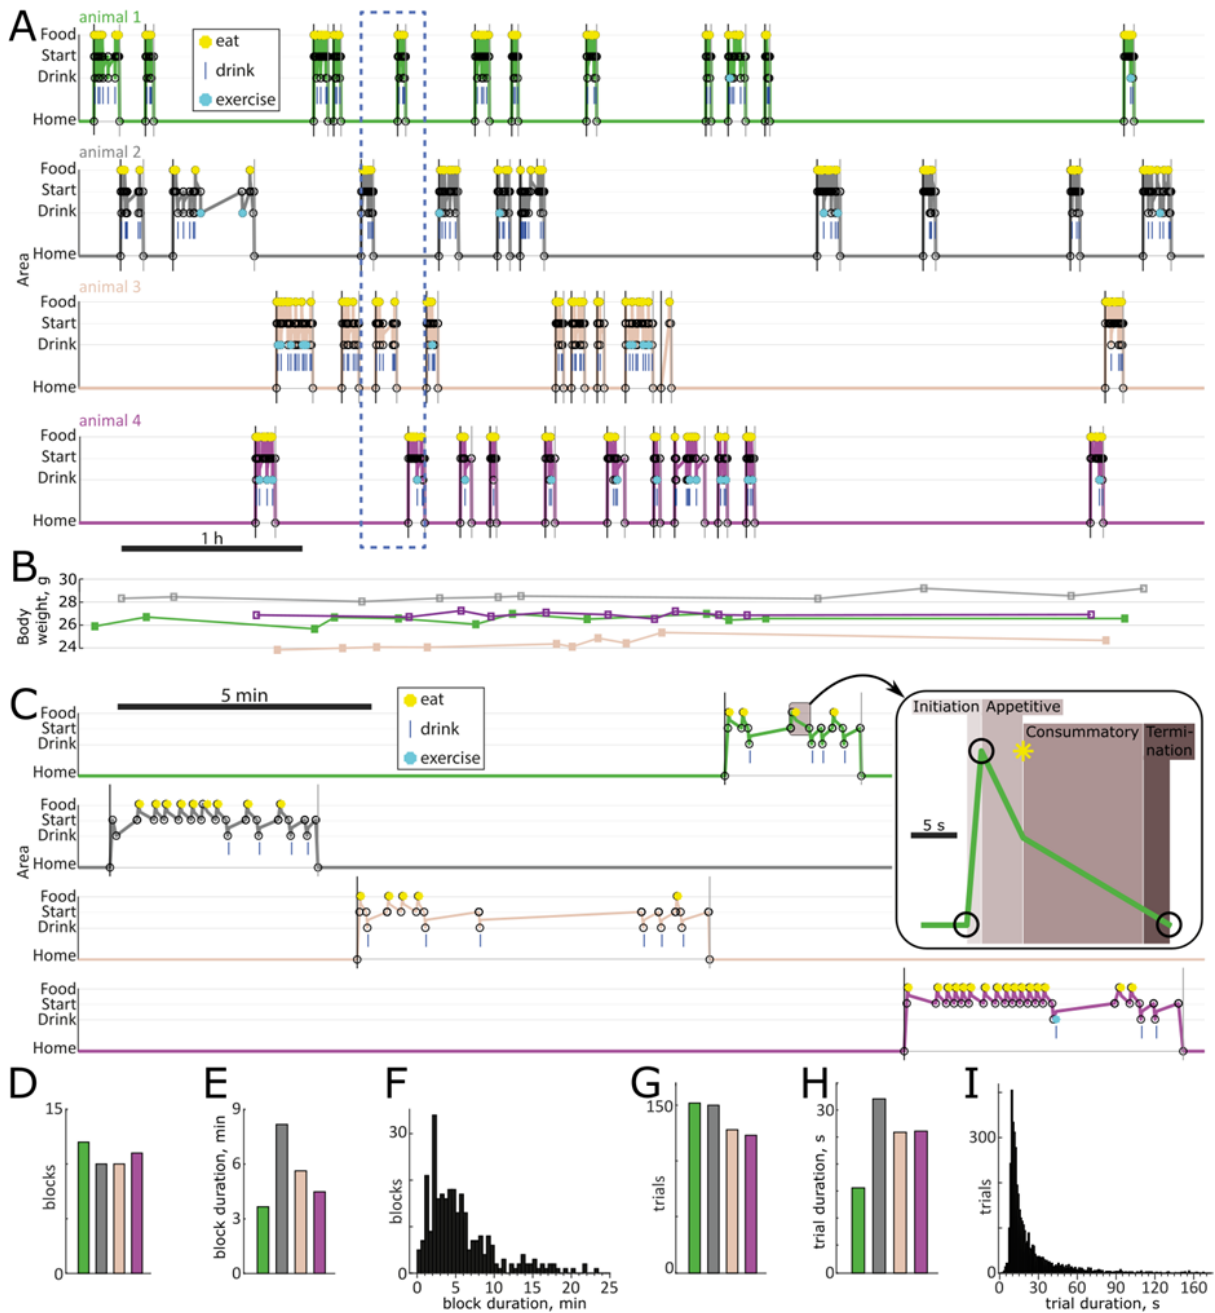 A
animal 1
Food
Start
Drink
Home
eat
drink
exercise
animal 2
Food
Start
Drink
Home
Area
animal 3
Food
Start
Drink
Home
animal 4
Food
Start
Drink
Home
1 h
B
Body
weight, g
30
28
26
24
C
5 min
eat
drink
exercise
Food
Start
Drink
Home
Food
Start
Drink
Home
Area
Food
Start
Drink
Home
Food
Start
Drink
Home
Initiation
Appetitive
Consummatory
Termi-
nation
5 s
D
blocks
15
0
E
block duration, min
9
6
3
0
F
blocks
30
0
0 5 10 15 20 25
block duration, min
G
trials
150
0
H
trial duration, s
30
0
I
trials
300
0
0 30 60 90 120 160
trial duration, s